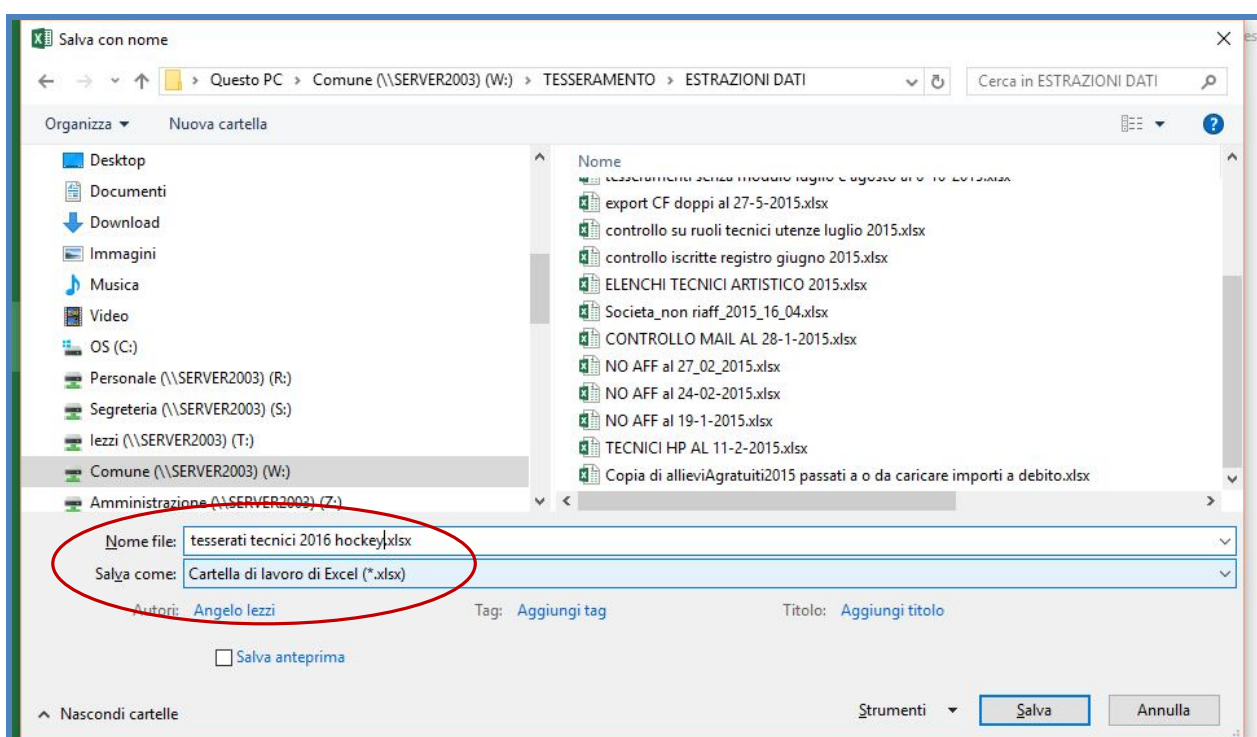 Salva con nome
Questo PC > Comune (\\SERVER2003) (W:) > TESSERAMENTO > ESTRAZIONI DATI
Cerca in ESTRAZIONI DATI
Organizza
Nuova cartella
Desktop
Documenti
Download
Immagini
Musica
Video
OS (C:)
Personale (\\SERVER2003) (R:)
Segreteria (\\SERVER2003) (S:)
Iezzi (\\SERVER2003) (T:)
Comune (\\SERVER2003) (W:)
Amministrazione (\\SERVER2003) (Z:)
Nome
tesseramenti senza modulo luglio e agosto al
export CF doppi al 27-5-2015.xlsx
controllo su ruoli tecnici utenze luglio 2015.xlsx
controllo iscritte registro giugno 2015.xlsx
ELENCHI TECNICI ARTISTICO 2015.xlsx
Societa_non riaff_2015_16_04.xlsx
CONTROLLO MAIL AL 28-1-2015.xlsx
NO AFF al 27_02_2015.xlsx
NO AFF al 24-02-2015.xlsx
NO AFF al 19-1-2015.xlsx
TECNICI HP AL 11-2-2015.xlsx
Copia di allieviAgratuiti2015 passati a o da caricare importi a debito.xlsx
Nome file: tesserati tecnici 2016 hockey.xlsx
Salva come: Cartella di lavoro di Excel (*.xlsx)
Autori: Angelo Iezzi Tag: Aggiungi tag Titolo: Aggiungi titolo
Salva anteprima
Nascondi cartelle
Strumenti Salva Annulla